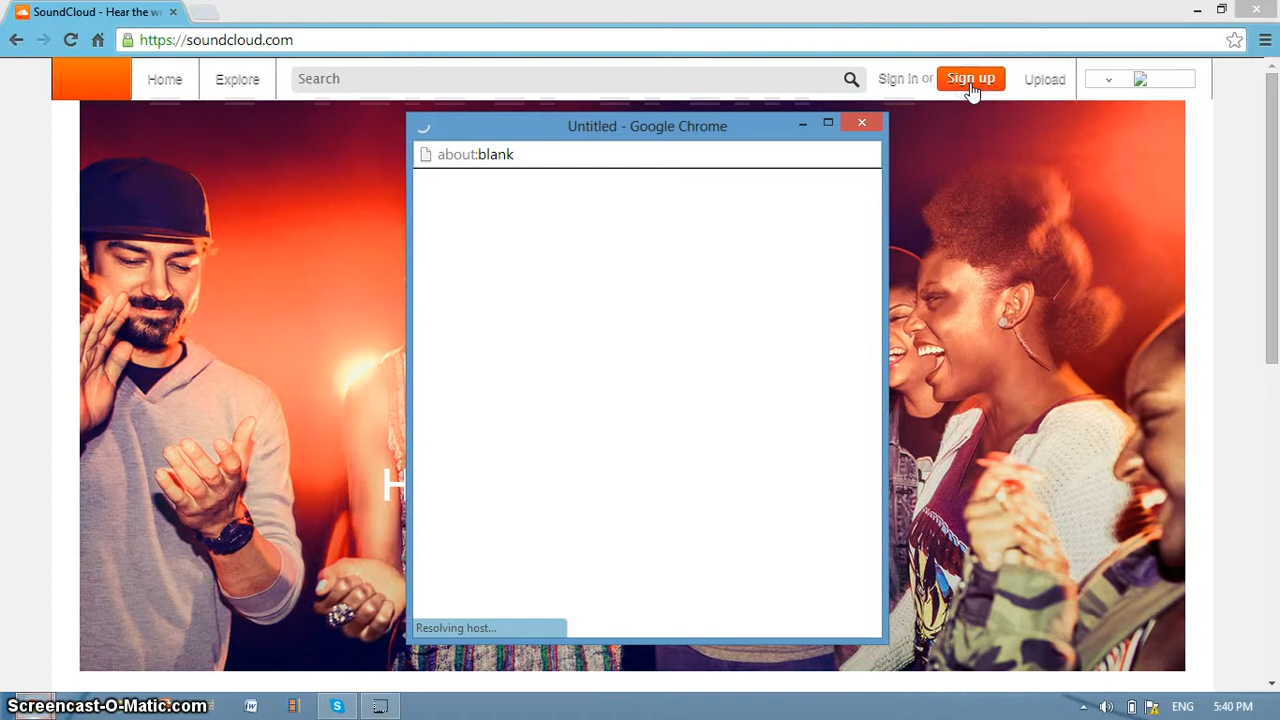 SoundCloud - Hear the w
https://soundcloud.com
Home
Explore
Search
Sign in or
Sign up
Upload
Untitled - Google Chrome
about:blank
H
Resolving host...
Screencast-O-Matic.com
ENG
5:40 PM